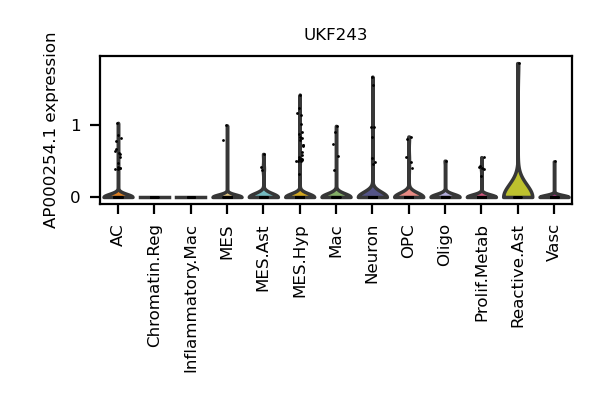 UKF243
AP000254.1 expression
1
0
AC
Chromatin.Reg
Inflammatory.Mac
MES
MES.Ast
MES.Hyp
Mac
Neuron
OPC
Oligo
Prolif.Metab
Reactive.Ast
Vasc